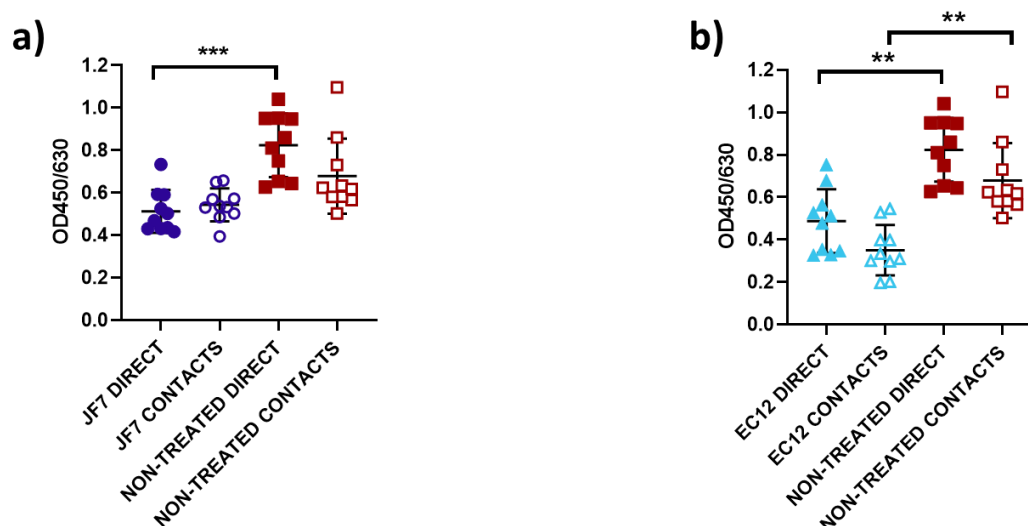 a)
***
1.2
1.0
0.8
0.6
0.4
0.2
0.0
OD450/630
JF7 DIRECT
JF7 CONTACTS
NON-TREATED DIRECT
NON-TREATED CONTACTS
b)
**
**
1.2
1.0
0.8
0.6
0.4
0.2
0.0
OD450/630
EC12 DIRECT
EC12 CONTACTS
NON-TREATED DIRECT
NON-TREATED CONTACTS